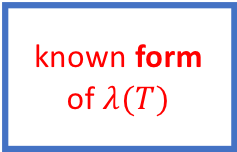 known form
of λ(T)